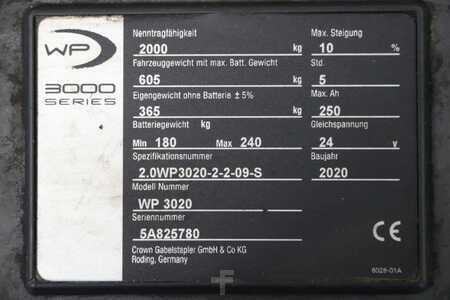 WP
3000
SERIES
Nenntragfähigkeit
2000 kg
Fahrzeuggewicht mit max. Batt. Gewicht
605 kg
Eigengewicht ohne Batterie ± 5%
365 kg
Batteriegewicht kg
Min 180 Max 240
Spezifikationsnummer
2.0WP3020-2-2-09-S
Modell Nummer
WP 3020
Seriennummer
5A825780
Crown Gabelstapler GmbH & Co KG
Roding, Germany
Max. Steigung
10 %
Std.
5
Max. Ah
250
Gleichspannung
24 v
Baujahr
2020
CE
6028-01A